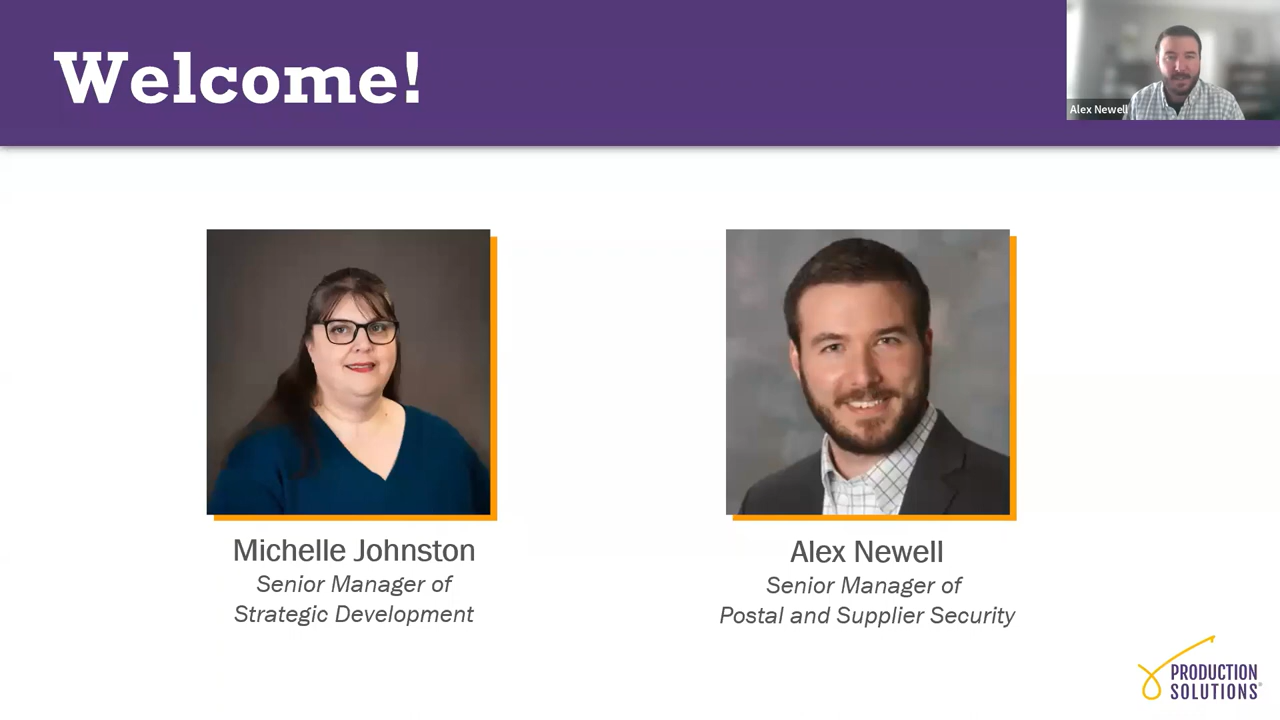 Welcome!
Alex Newell
Michelle Johnston
Senior Manager of
Strategic Development
Alex Newell
Senior Manager of
Postal and Supplier Security
PRODUCTION
SOLUTIONS®